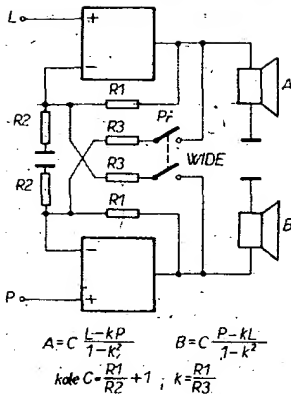 L
+
−
R1
A
R2
R3
Př
R3
WIDE
R2
R1
−
B
P
+
A=C L-kP / 1-k² B=C P-kL / 1-k²
kde C= R1/R2 +1 ; k= R1/R3